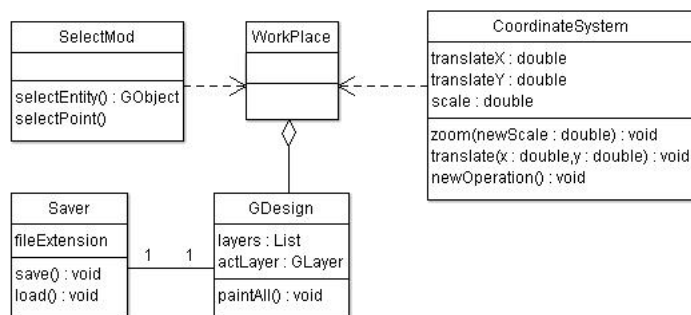 SelectMod
selectEntity() : GObject
selectPoint()
WorkPlace
CoordinateSystem
translateX : double
translateY : double
scale : double
zoom(newScale : double) : void
translate(x : double,y : double) : void
newOperation() : void
Saver
fileExtension
save() : void
load() : void
1
1
GDesign
layers : List
actLayer : GLayer
paintAll() : void